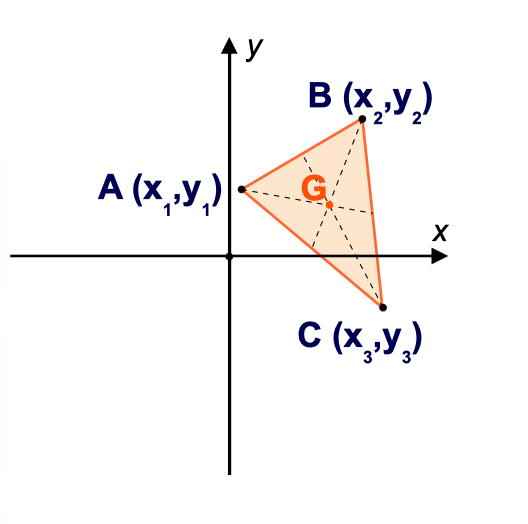 y
B (x₂,y₂)
A (x₁,y₁)
G
x
C (x₃,y₃)